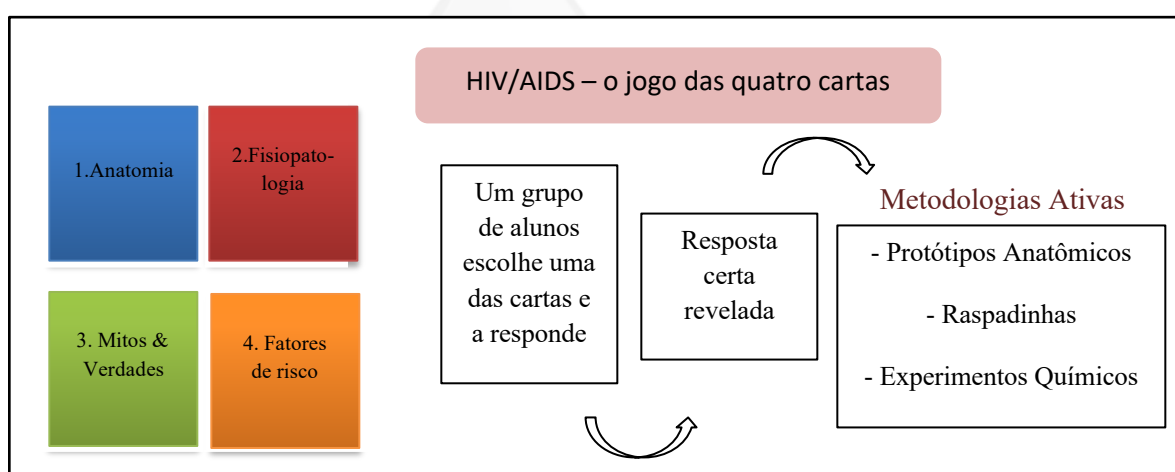 HIV/AIDS – o jogo das quatro cartas
1.Anatomia
2.Fisiopato-
logia
3. Mitos &
Verdades
4. Fatores
de risco
Um grupo
de alunos
escolhe uma
das cartas e
a responde
Resposta
certa
revelada
Metodologias Ativas
- Protótipos Anatômicos
- Raspadinhas
- Experimentos Químicos